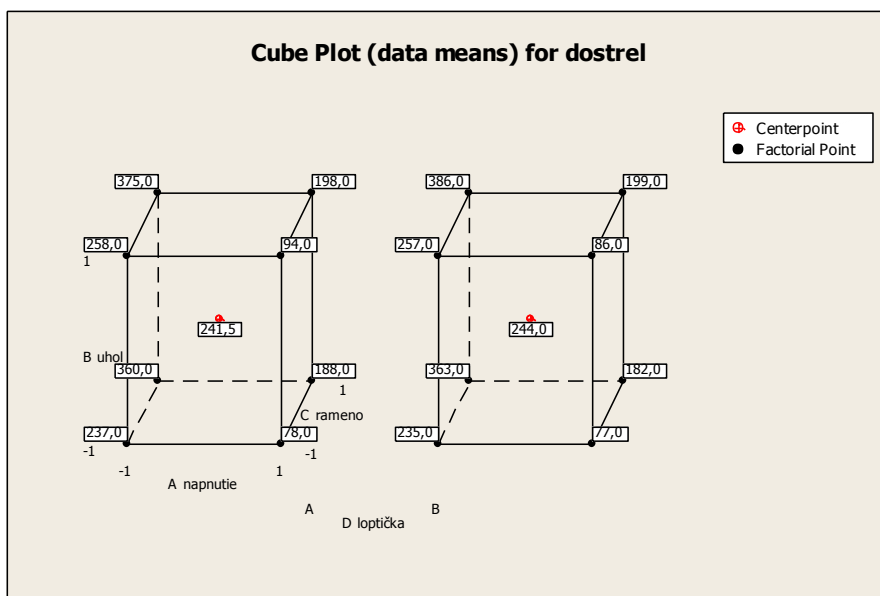 Cube Plot (data means) for dostrel
Centerpoint
Factorial Point
375,0 198,0 386,0 199,0
258,0 94,0 257,0 86,0
1
241,5 244,0
B uhol 360,0 188,0 363,0 182,0
1
C rameno
237,0 78,0 235,0 77,0
-1 -1
-1 1
A napnutie
A B
D loptička